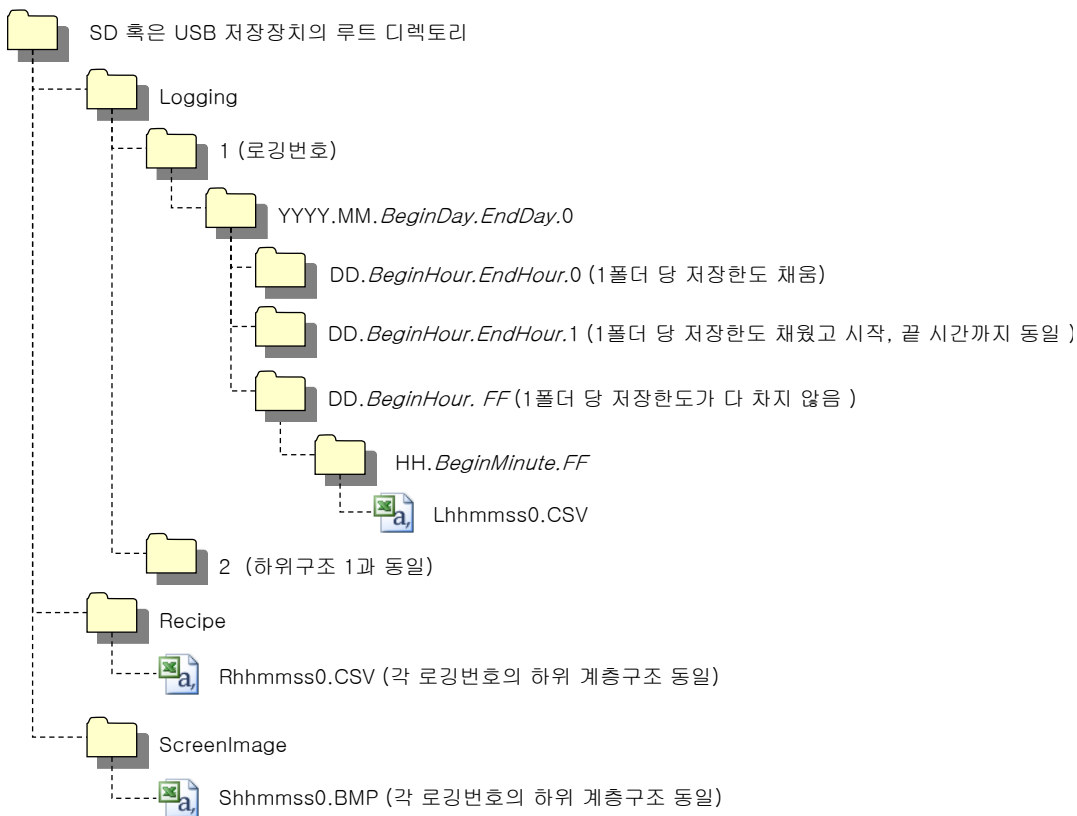 SD 혹은 USB 저장장치의 루트 디렉토리
Logging
1 (로깅번호)
YYYY.MM.BeginDay.EndDay.0
DD.BeginHour.EndHour.0 (1폴더 당 저장한도 채움)
DD.BeginHour.EndHour.1 (1폴더 당 저장한도 채웠고 시작, 끝 시간까지 동일 )
DD.BeginHour. FF (1폴더 당 저장한도가 다 차지 않음 )
HH.BeginMinute.FF
a,
Lhhmmss0.CSV
2 (하위구조 1과 동일)
Recipe
a,
Rhhmmss0.CSV (각 로깅번호의 하위 계층구조 동일)
ScreenImage
a,
Shhmmss0.BMP (각 로깅번호의 하위 계층구조 동일)